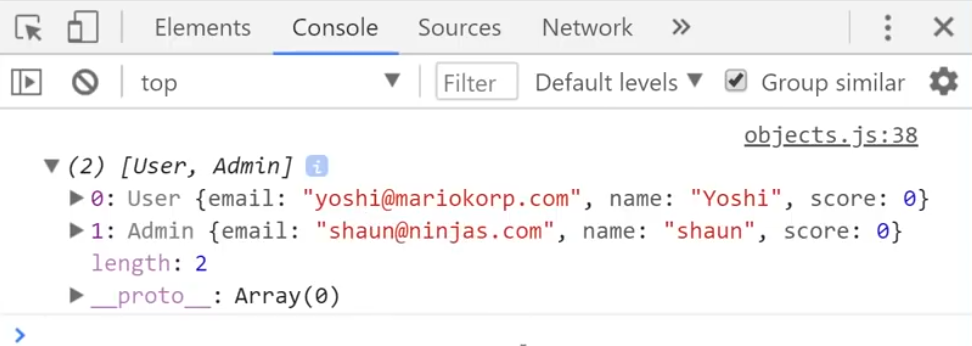 Elements Console Sources Network »
top Filter Default levels ▼ Group similar
objects.js:38
▼ (2) [User, Admin] i
▶ 0: User {email: "yoshi@mariokorp.com", name: "Yoshi", score: 0}
▶ 1: Admin {email: "shaun@ninjas.com", name: "shaun", score: 0}
length: 2
▶ __proto__: Array(0)